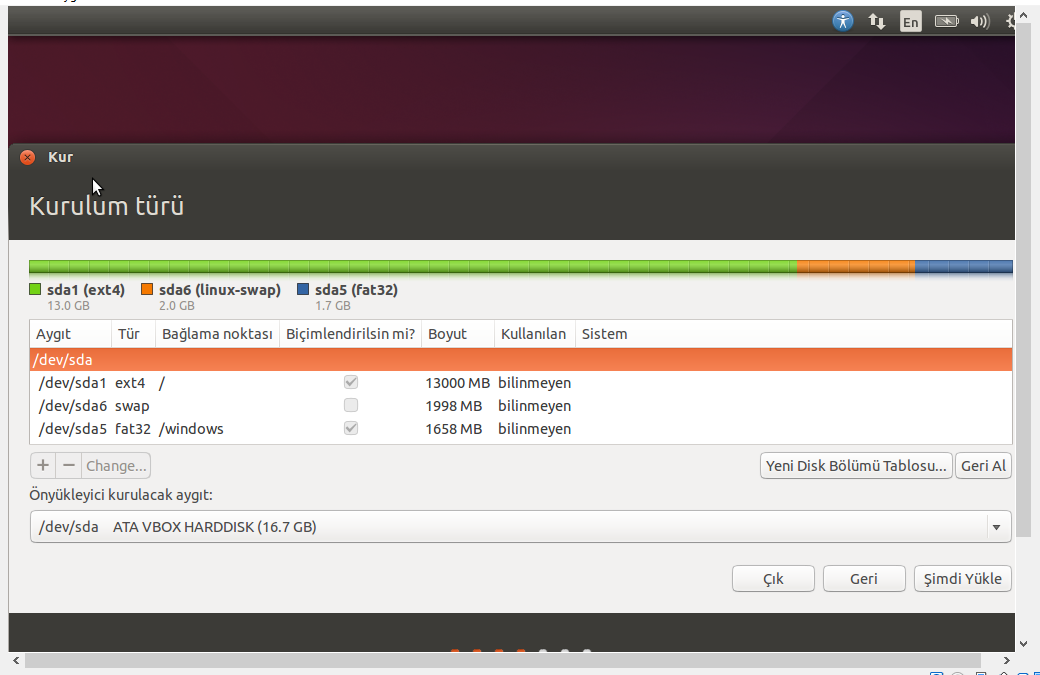 En
Kur
Kurulum türü
sda1 (ext4) sda6 (linux-swap) sda5 (fat32)
13.0 GB 2.0 GB 1.7 GB
Aygıt Tür Bağlama noktası Biçimlendirilsin mi? Boyut Kullanılan Sistem
/dev/sda
/dev/sda1 ext4 / 13000 MB bilinmeyen
/dev/sda6 swap 1998 MB bilinmeyen
/dev/sda5 fat32 /windows 1658 MB bilinmeyen
+ − Change... Yeni Disk Bölümü Tablosu... Geri Al
Önyükleyici kurulacak aygıt:
/dev/sda ATA VBOX HARDDISK (16.7 GB)
Çık Geri Şimdi Yükle